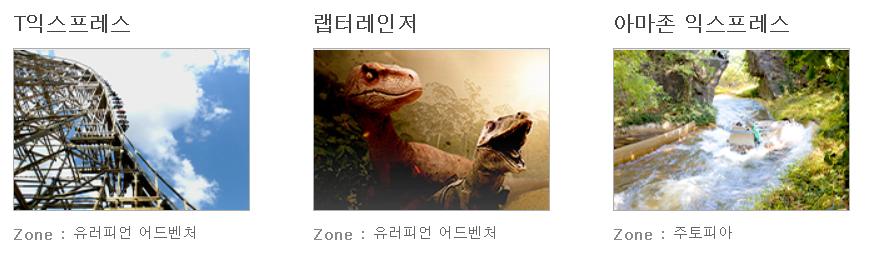 T익스프레스
랩터레인저
아마존 익스프레스
Zone : 유러피언 어드벤쳐
Zone : 유러피언 어드벤쳐
Zone : 주토피아